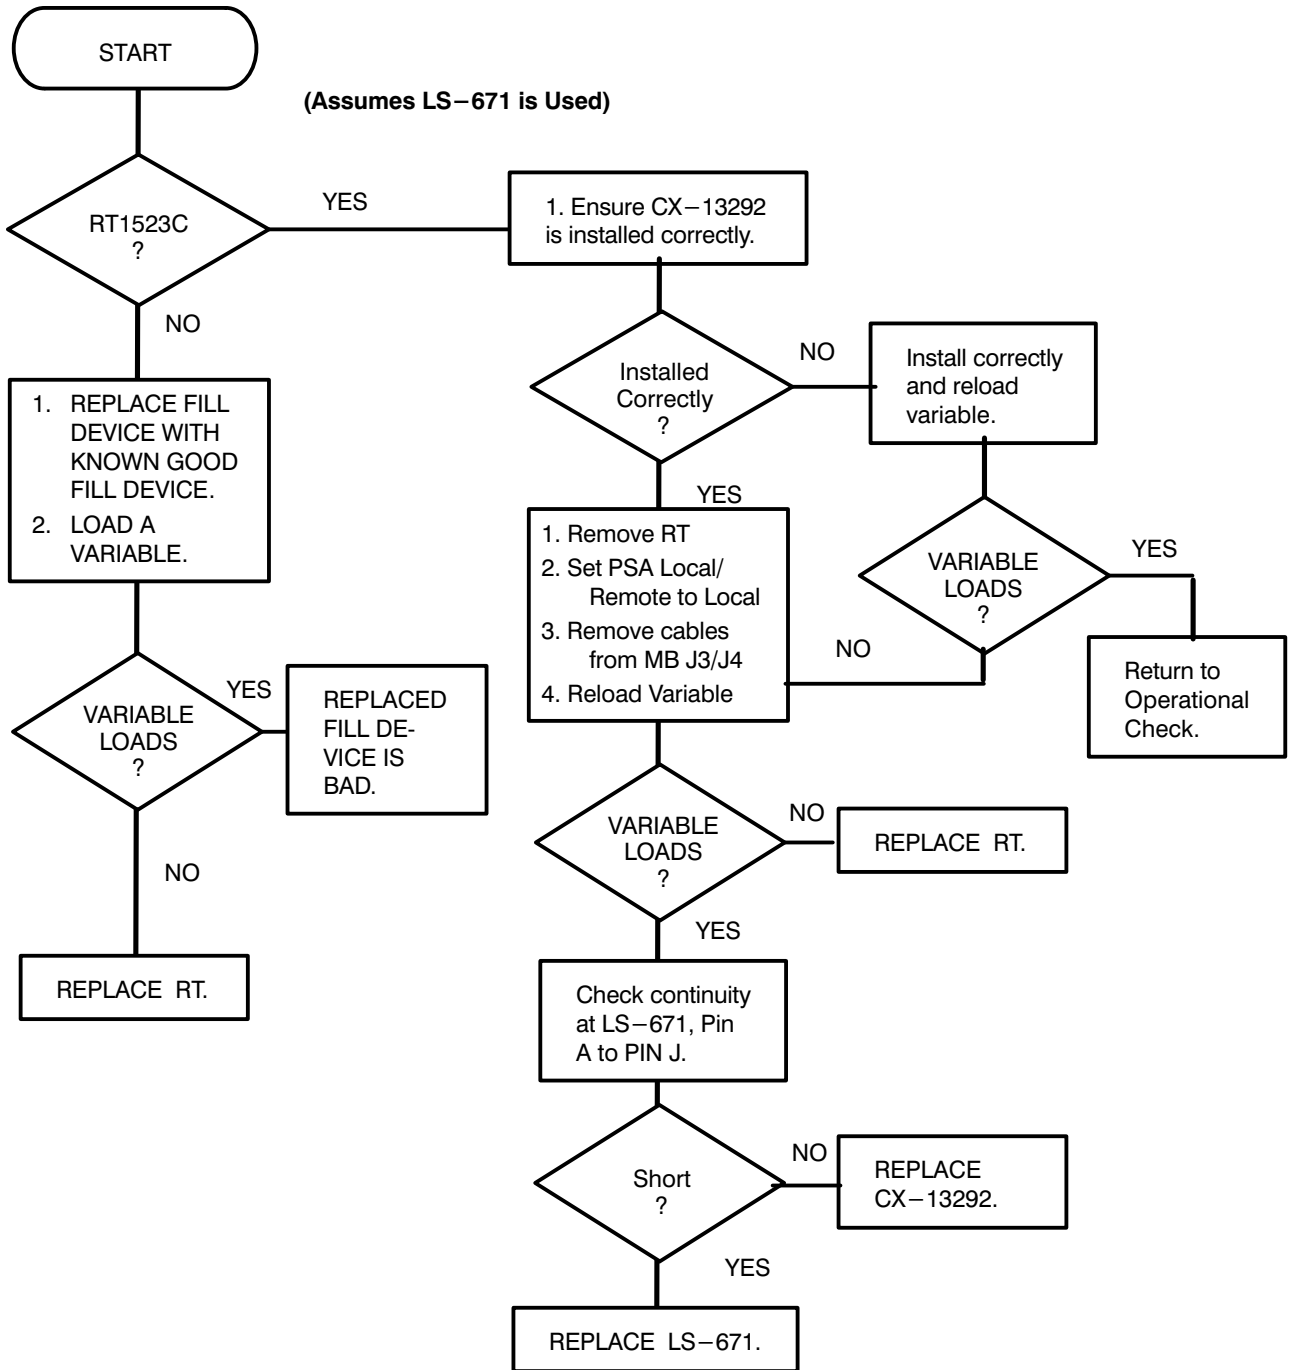 START
(Assumes LS−671 is Used)
RT1523C
?
YES
1. Ensure CX−13292
is installed correctly.
NO
1. REPLACE FILL
DEVICE WITH
KNOWN GOOD
FILL DEVICE.
2. LOAD A
VARIABLE.
Installed
Correctly
?
NO
Install correctly
and reload
variable.
YES
1. Remove RT
2. Set PSA Local/
Remote to Local
3. Remove cables
from MB J3/J4
4. Reload Variable
VARIABLE
LOADS
?
YES
NO
Return to
Operational
Check.
VARIABLE
LOADS
?
YES
REPLACED
FILL DE-
VICE IS
BAD.
NO
REPLACE RT.
VARIABLE
LOADS
?
NO
REPLACE RT.
YES
Check continuity
at LS−671, Pin
A to PIN J.
Short
?
NO
REPLACE
CX−13292.
YES
REPLACE LS−671.